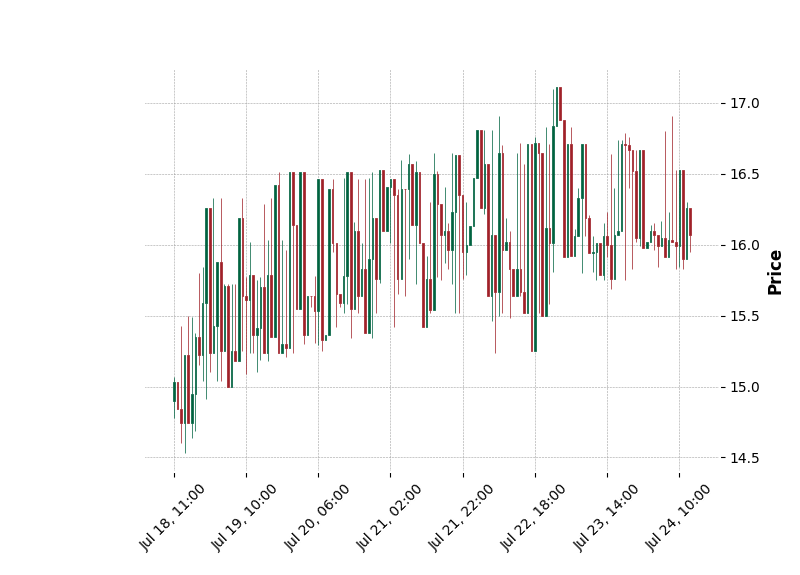 17.0
16.5
16.0
15.5
15.0
14.5
Price
Jul 18, 11:00
Jul 19, 10:00
Jul 20, 06:00
Jul 21, 02:00
Jul 21, 22:00
Jul 22, 18:00
Jul 23, 14:00
Jul 24, 10:00